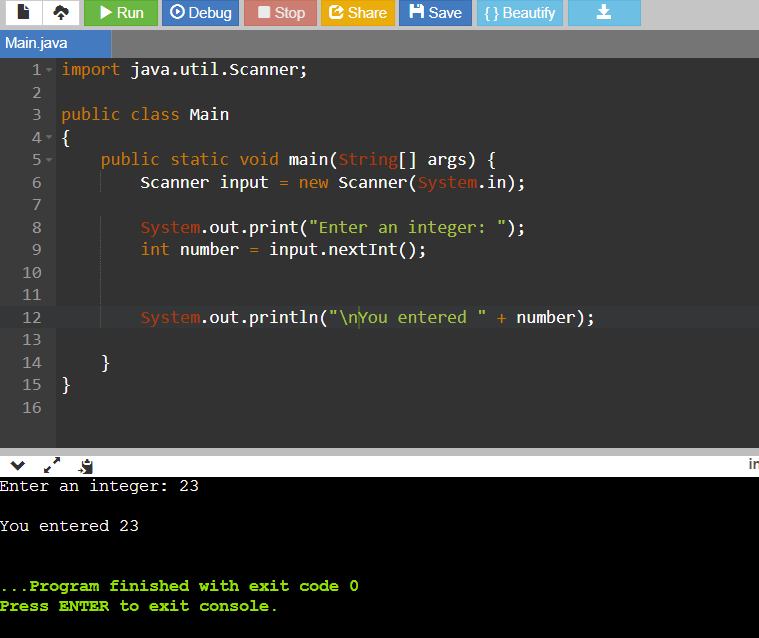 Run Debug Stop Share Save { } Beautify
Main.java
1 import java.util.Scanner;
2
3 public class Main
4 {
5     public static void main(String[] args) {
6         Scanner input = new Scanner(System.in);
7
8         System.out.print("Enter an integer: ");
9         int number = input.nextInt();
10
11
12         System.out.println("\nYou entered " + number);
13
14     }
15 }
16
in
Enter an integer: 23
You entered 23
...Program finished with exit code 0
Press ENTER to exit console.